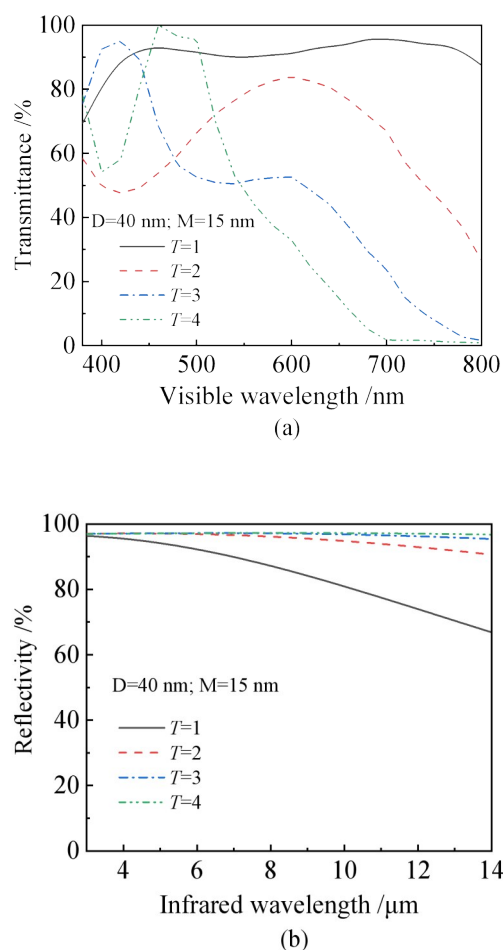 100
80
60
40
20
0
Transmittance /%
D=40 nm; M=15 nm
T=1
T=2
T=3
T=4
400 500 600 700 800
Visible wavelength /nm
(a)
100
80
60
40
20
0
Reflectivity /%
D=40 nm; M=15 nm
T=1
T=2
T=3
T=4
4 6 8 10 12 14
Infrared wavelength /μm
(b)